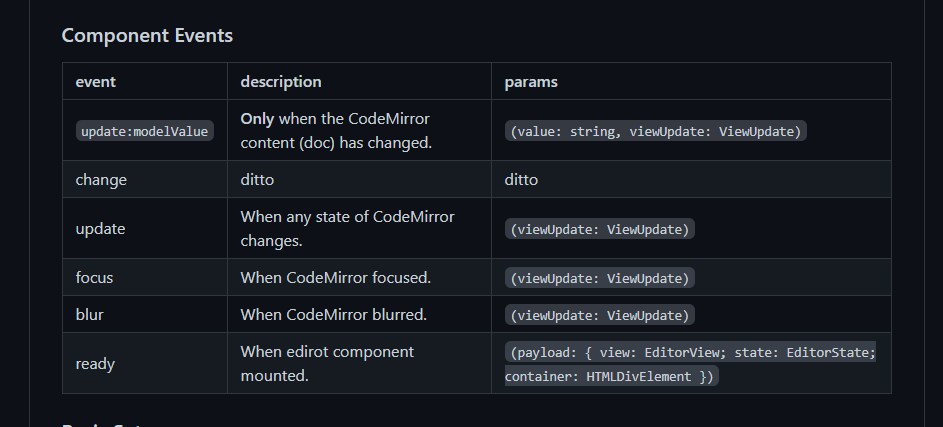 Component Events
event description params
update:modelValue Only when the CodeMirror content (doc) has changed. (value: string, viewUpdate: ViewUpdate)
change ditto ditto
update When any state of CodeMirror changes. (viewUpdate: ViewUpdate)
focus When CodeMirror focused. (viewUpdate: ViewUpdate)
blur When CodeMirror blurred. (viewUpdate: ViewUpdate)
ready When edirot component mounted. (payload: { view: EditorView; state: EditorState; container: HTMLDivElement })